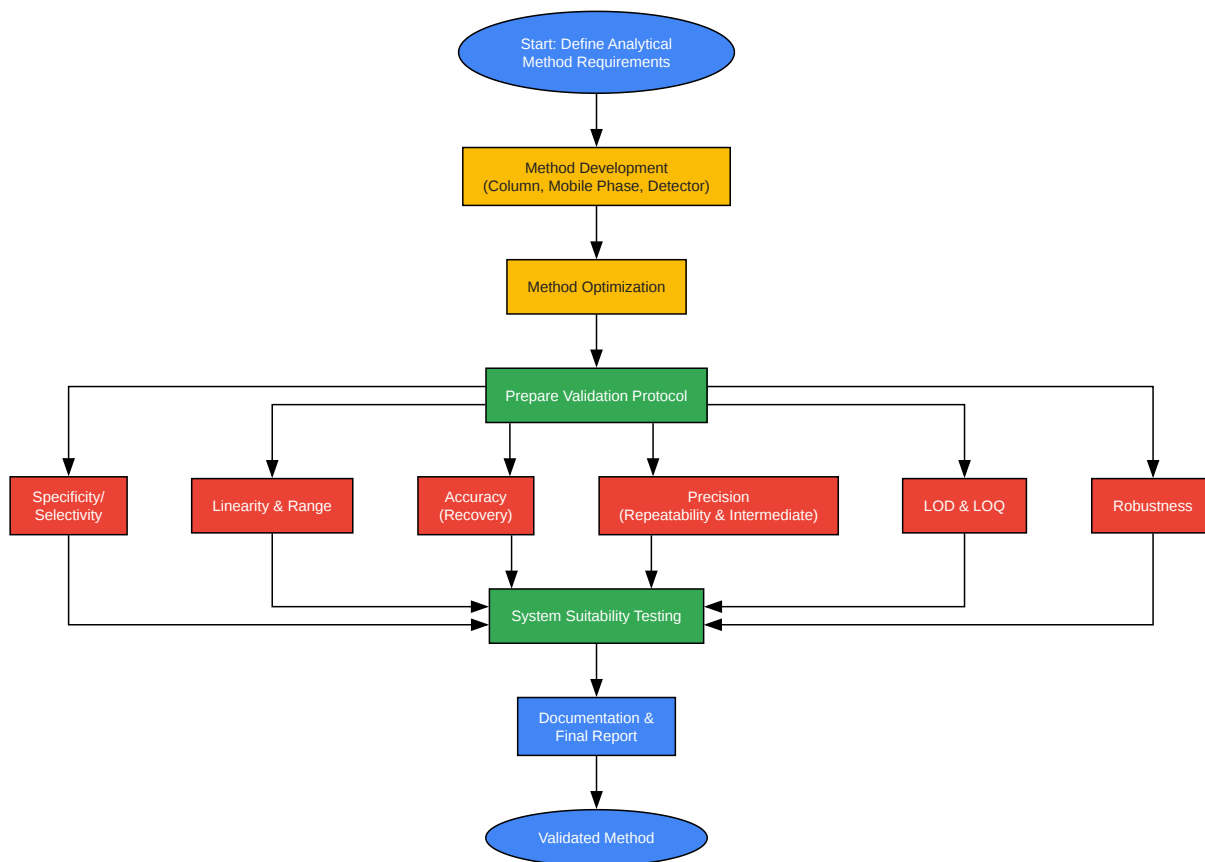 Start: Define Analytical
Method Requirements
Method Development
(Column, Mobile Phase, Detector)
Method Optimization
Prepare Validation Protocol
Specificity/
Selectivity
Linearity & Range
Accuracy
(Recovery)
Precision
(Repeatability & Intermediate)
LOD & LOQ
Robustness
System Suitability Testing
Documentation &
Final Report
Validated Method